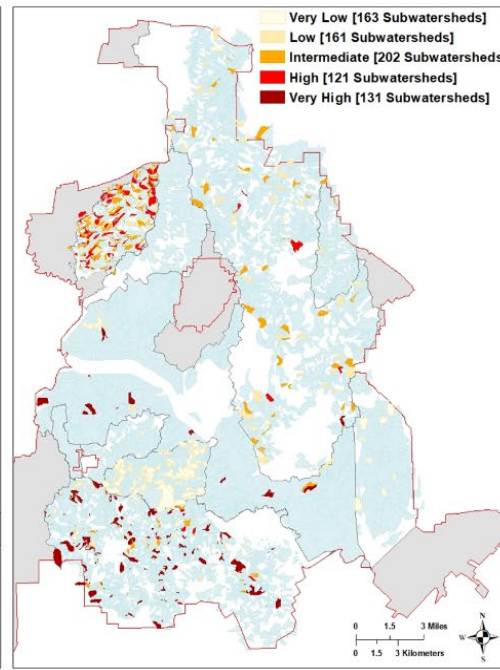 Very Low [163 Subwatersheds]
Low [161 Subwatersheds]
Intermediate [202 Subwatersheds
High [121 Subwatersheds]
Very High [131 Subwatersheds]
0 1.5 3 Miles
0 1.5 3 Kilometers
N
W E
S